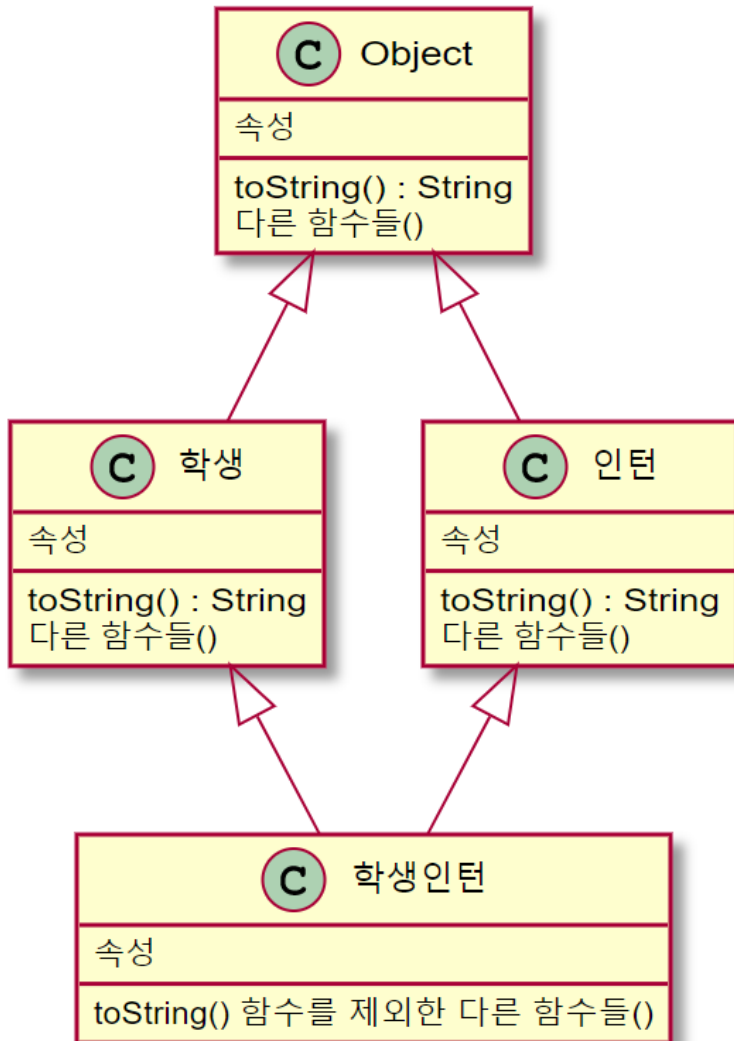 C Object
속성
toString() : String
다른 함수들()
C 학생
속성
toString() : String
다른 함수들()
C 인턴
속성
toString() : String
다른 함수들()
C 학생인턴
속성
toString() 함수를 제외한 다른 함수들()